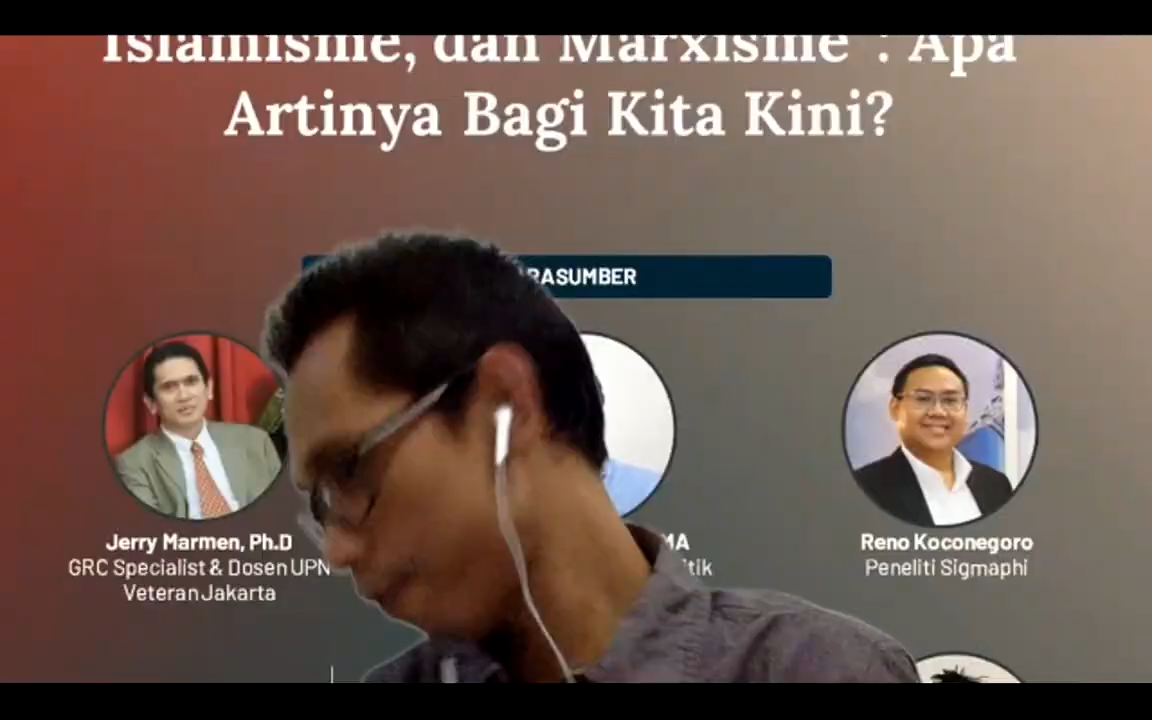 Islamisme, dan Marxisme": Apa
Artinya Bagi Kita Kini?
RASUMBER
Jerry Marmen, Ph.D
GRC Specialist & Dosen UPN
Veteran Jakarta
MA
itik
Reno Koconegoro
Peneliti Sigmaphi